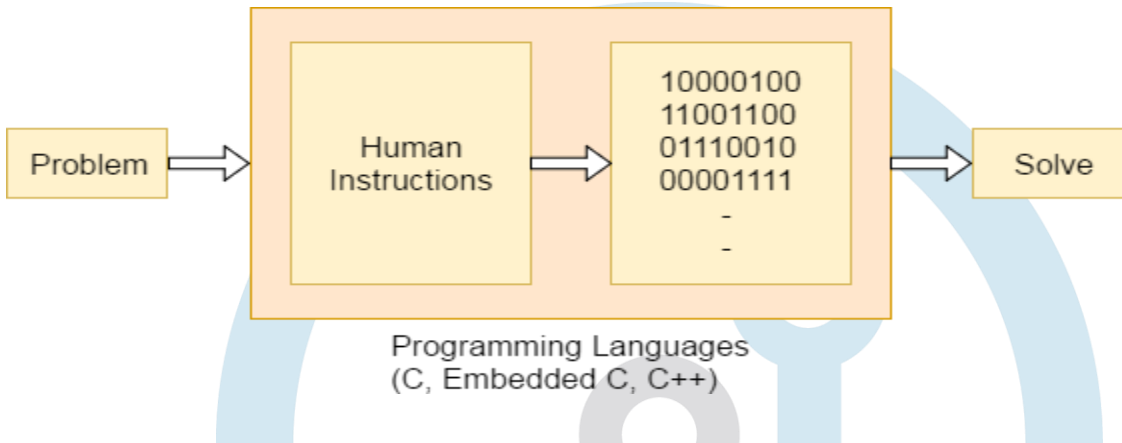 Problem
Human
Instructions
10000100
11001100
01110010
00001111
-
-
Solve
Programming Languages
(C, Embedded C, C++)